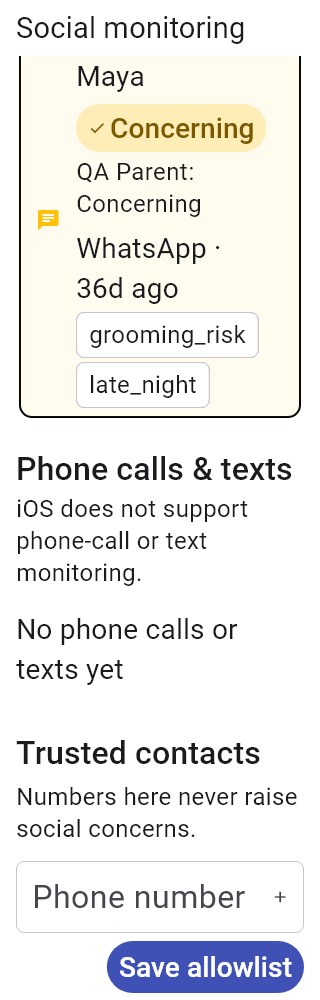 Social monitoring
Maya
Concerning
QA Parent:
Concerning
WhatsApp ·
36d ago
grooming_risk
late_night
Phone calls & texts
iOS does not support
phone-call or text
monitoring.
No phone calls or
texts yet
Trusted contacts
Numbers here never raise
social concerns.
Phone number +
Save allowlist